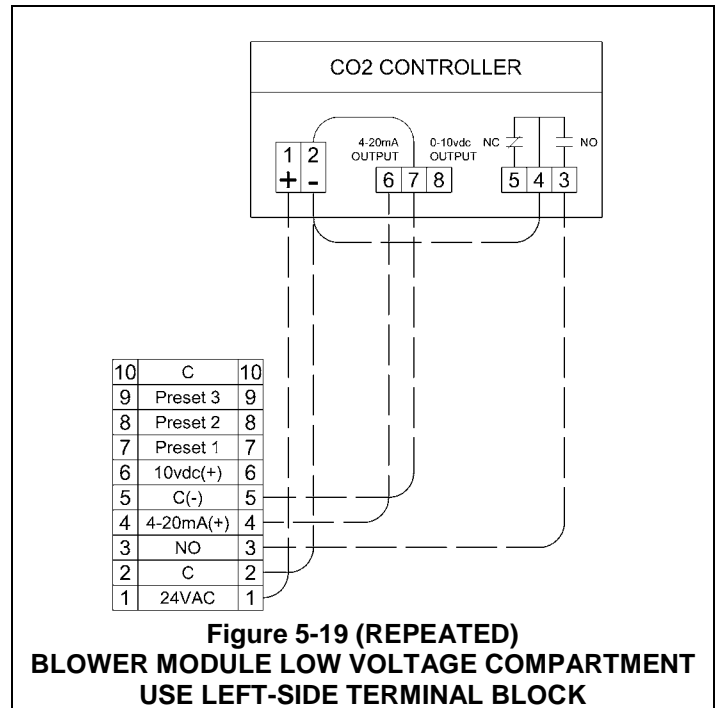 CO2 CONTROLLER
4-20mA 0-10vdc NC NO
OUTPUT OUTPUT
1 2
+ -
6 7 8
5 4 3
10 C 10
9 Preset 3 9
8 Preset 2 8
7 Preset 1 7
6 10vdc(+) 6
5 C(-) 5
4 4-20mA(+) 4
3 NO 3
2 C 2
1 24VAC 1
Figure 5-19 (REPEATED)
BLOWER MODULE LOW VOLTAGE COMPARTMENT
USE LEFT-SIDE TERMINAL BLOCK